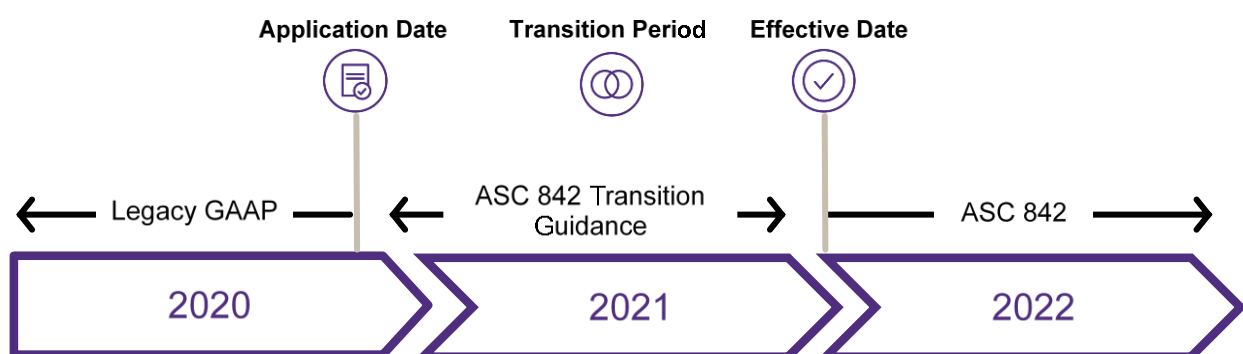 Application Date
Transition Period
Effective Date
Legacy GAAP
ASC 842 Transition
Guidance
ASC 842
2020
2021
2022